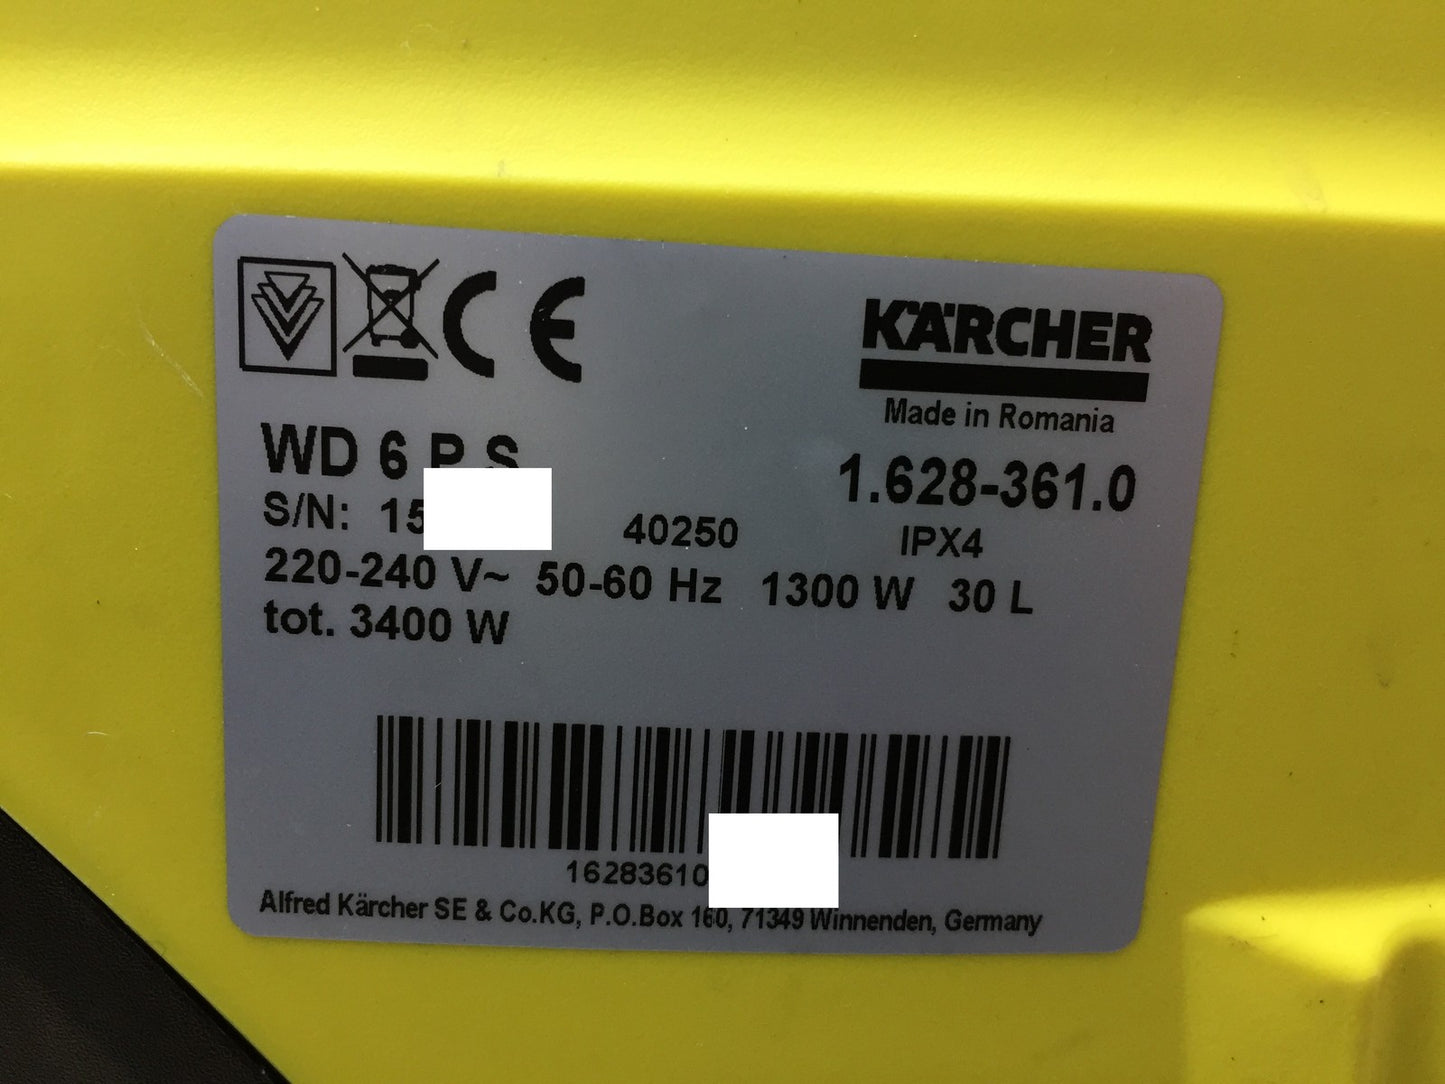 CE
KÄRCHER
Made in Romania
WD 6 P S
1.628-361.0
S/N: 15 40250
IPX4
220-240 V~ 50-60 Hz 1300 W 30 L
tot. 3400 W
16283610
Alfred Kärcher SE & Co.KG, P.O.Box 160, 71349 Winnenden, Germany